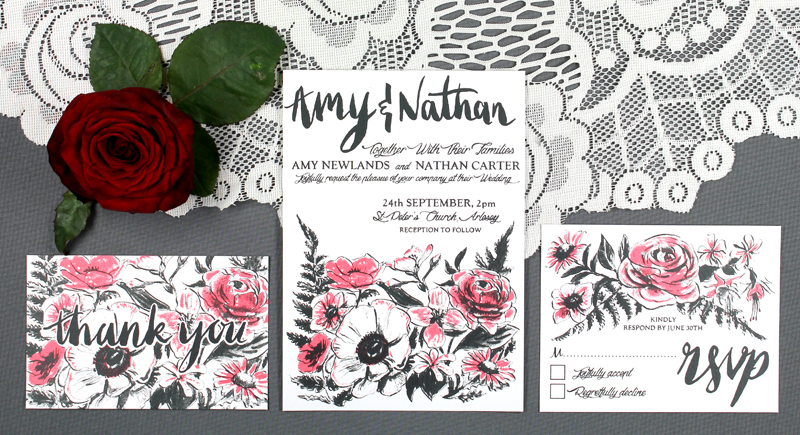 Amy & Nathan
Together With Their Families
AMY NEWLANDS and NATHAN CARTER
Joyfully request the pleasure of your company at their Wedding
24th SEPTEMBER, 2pm
St Peter's Church, Arlesey
RECEPTION TO FOLLOW
thank you
KINDLY
RESPOND BY JUNE 30TH
M
rsvp
Joyfully accept
Regretfully decline